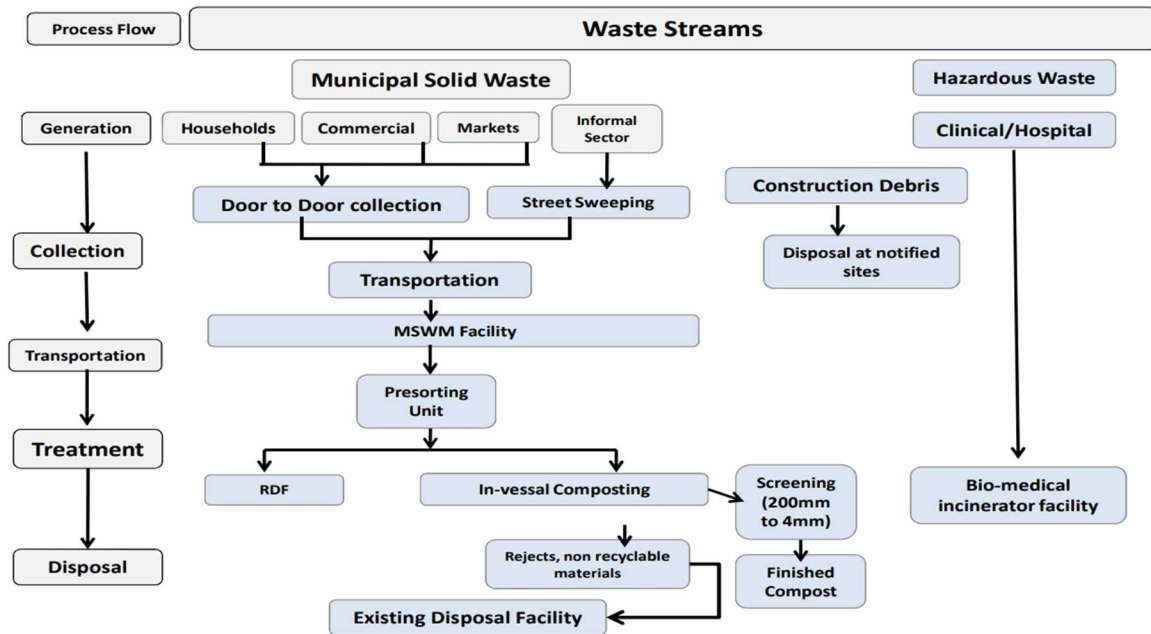 Process Flow
Waste Streams
Municipal Solid Waste
Hazardous Waste
Generation
Households
Commercial
Markets
Informal
Sector
Clinical/Hospital
Door to Door collection
Street Sweeping
Construction Debris
Collection
Disposal at notified
sites
Transportation
MSWM Facility
Transportation
Presorting
Unit
Treatment
RDF
In-vessal Composting
Screening
(200mm
to 4mm)
Bio-medical
incinerator facility
Rejects, non recyclable
materials
Disposal
Finished
Compost
Existing Disposal Facility